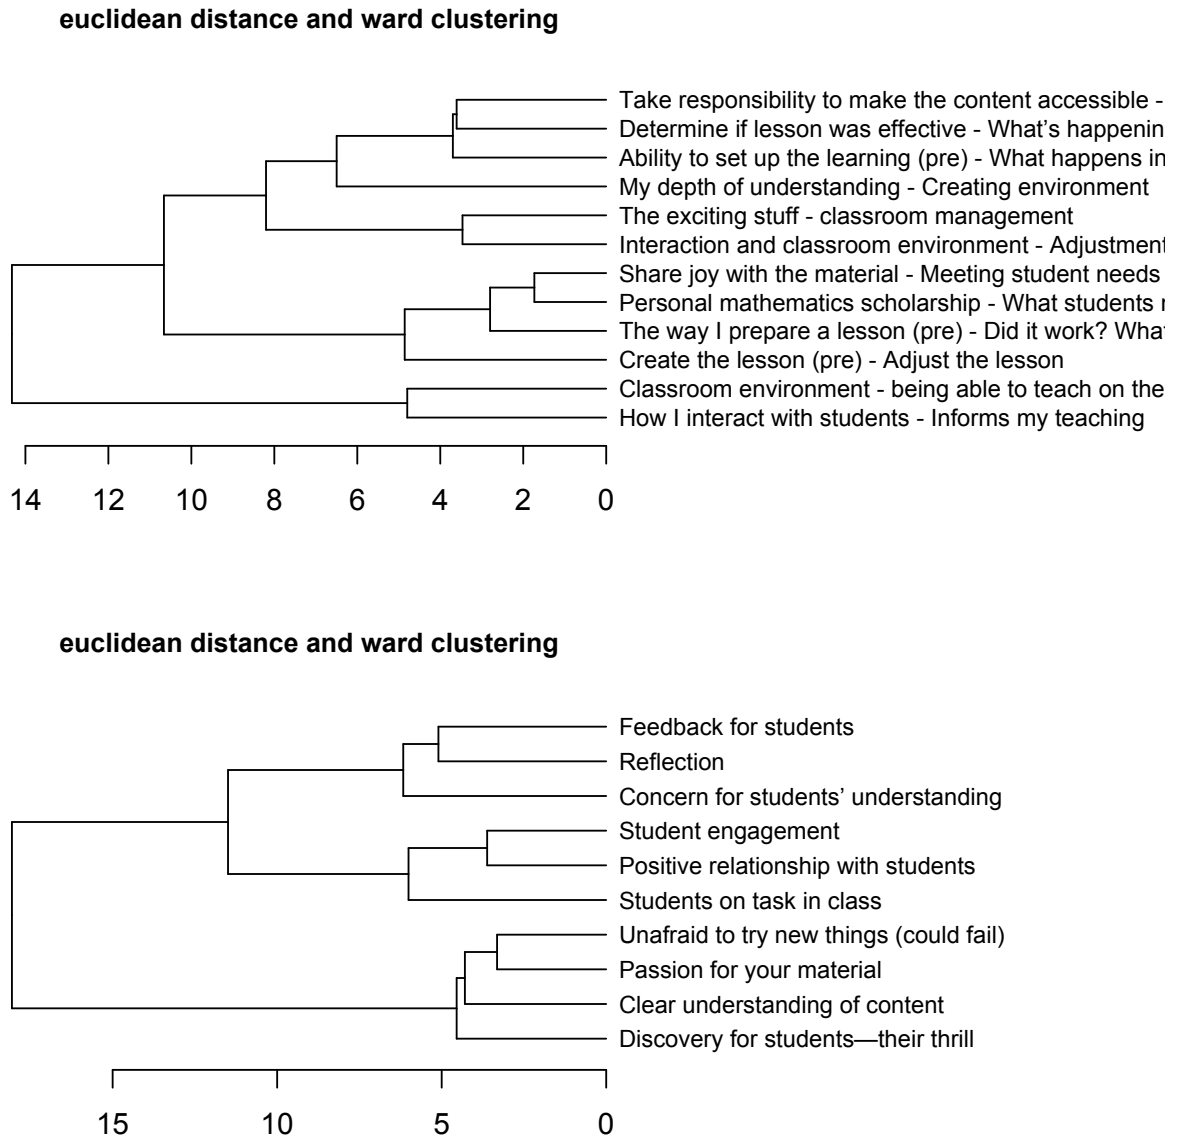 euclidean distance and ward clustering
Take responsibility to make the content accessible -
Determine if lesson was effective - What’s happenin
Ability to set up the learning (pre) - What happens in
My depth of understanding - Creating environment
The exciting stuff - classroom management
Interaction and classroom environment - Adjustment
Share joy with the material - Meeting student needs
Personal mathematics scholarship - What students
The way I prepare a lesson (pre) - Did it work? What
Create the lesson (pre) - Adjust the lesson
Classroom environment - being able to teach on the
How I interact with students - Informs my teaching
14 12 10 8 6 4 2 0
euclidean distance and ward clustering
Feedback for students
Reflection
Concern for students’ understanding
Student engagement
Positive relationship with students
Students on task in class
Unafraid to try new things (could fail)
Passion for your material
Clear understanding of content
Discovery for students—their thrill
15 10 5 0